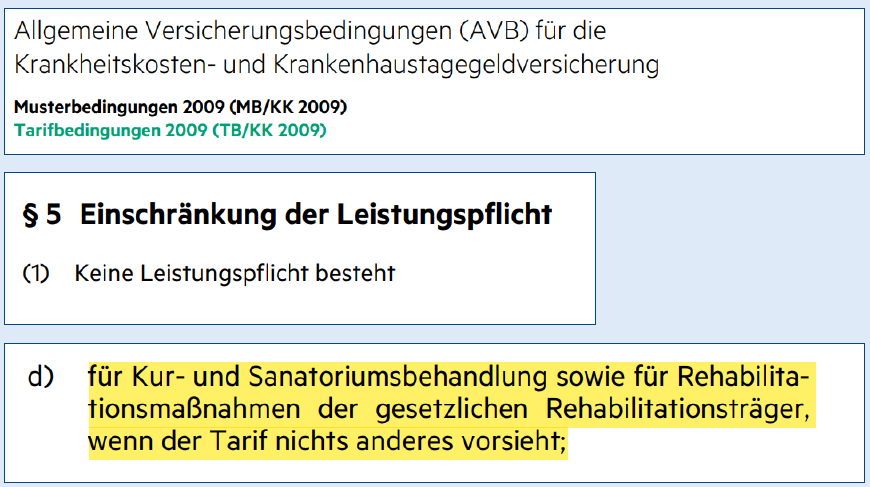 Allgemeine Versicherungsbedingungen (AVB) für die
Krankheitskosten- und Krankenhaustagegeldversicherung
Musterbedingungen 2009 (MB/KK 2009)
Tarifbedingungen 2009 (TB/KK 2009)
§ 5 Einschränkung der Leistungspflicht
(1) Keine Leistungspflicht besteht
d) für Kur- und Sanatoriumsbehandlung sowie für Rehabilita-
tionsmaßnahmen der gesetzlichen Rehabilitationsträger,
wenn der Tarif nichts anderes vorsieht;